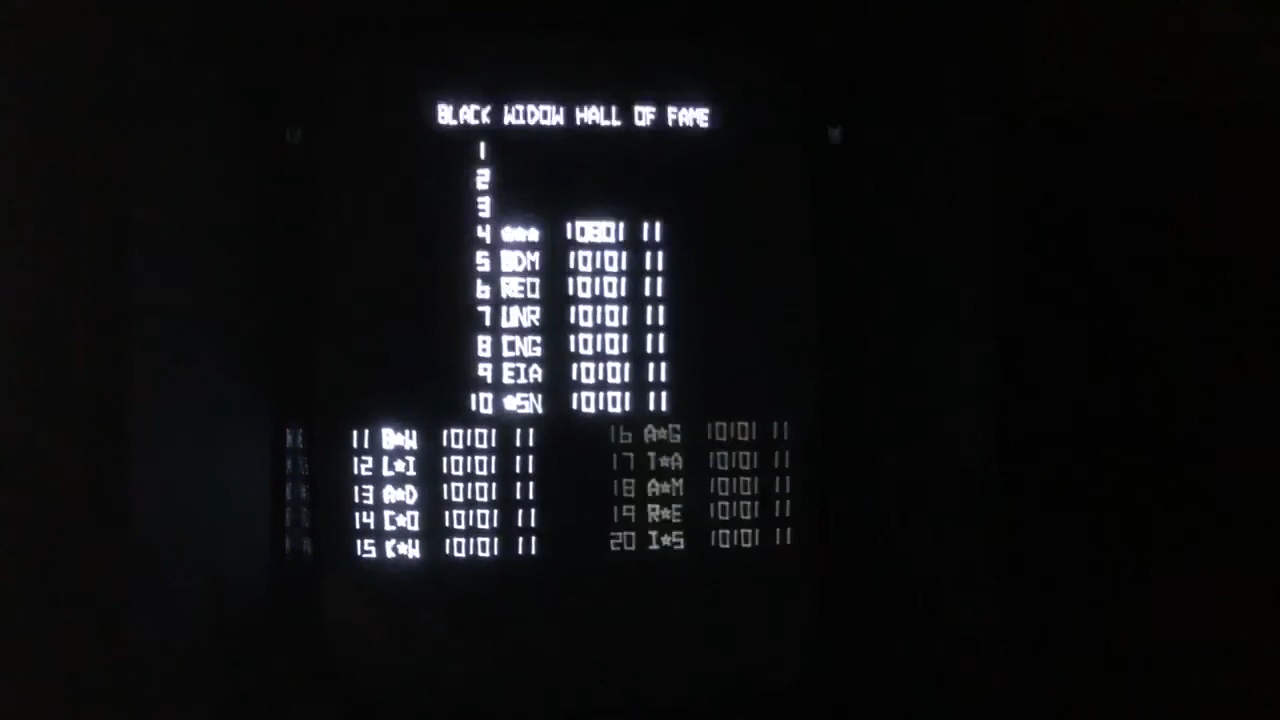 BLACK WIDOW HALL OF FAME
1
2
3
4 ★★★ 10801 11
5 BDM 10101 11
6 REO 10101 11
7 UNR 10101 11
8 CNG 10101 11
9 EIA 10101 11
10 ★SN 10101 11
11 B★W 10101 11 16 A★G 10101 11
12 L★I 10101 11 17 T★A 10101 11
13 A★D 10101 11 18 A★M 10101 11
14 C★O 10101 11 19 R★E 10101 11
15 K★W 10101 11 20 I★S 10101 11